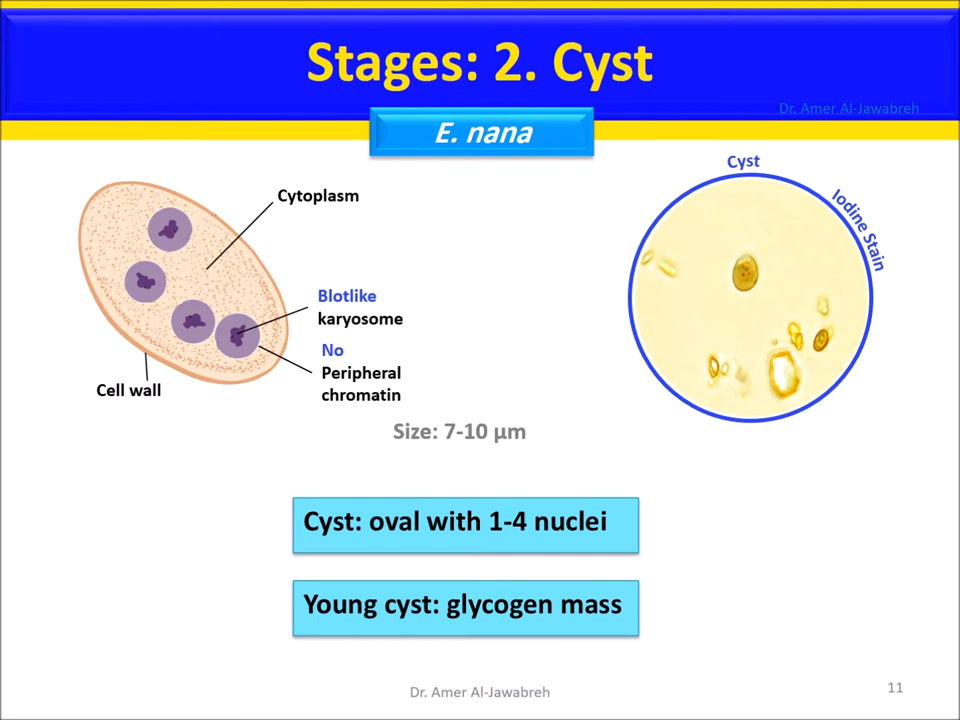 Stages: 2. Cyst
Dr. Amer Al-Jawabreh
E. nana
Cyst
Iodine Stain
Cytoplasm
Blotlike
karyosome
No
Peripheral
chromatin
Cell wall
Size: 7-10 µm
Cyst: oval with 1-4 nuclei
Young cyst: glycogen mass
Dr. Amer Al-Jawabreh
11